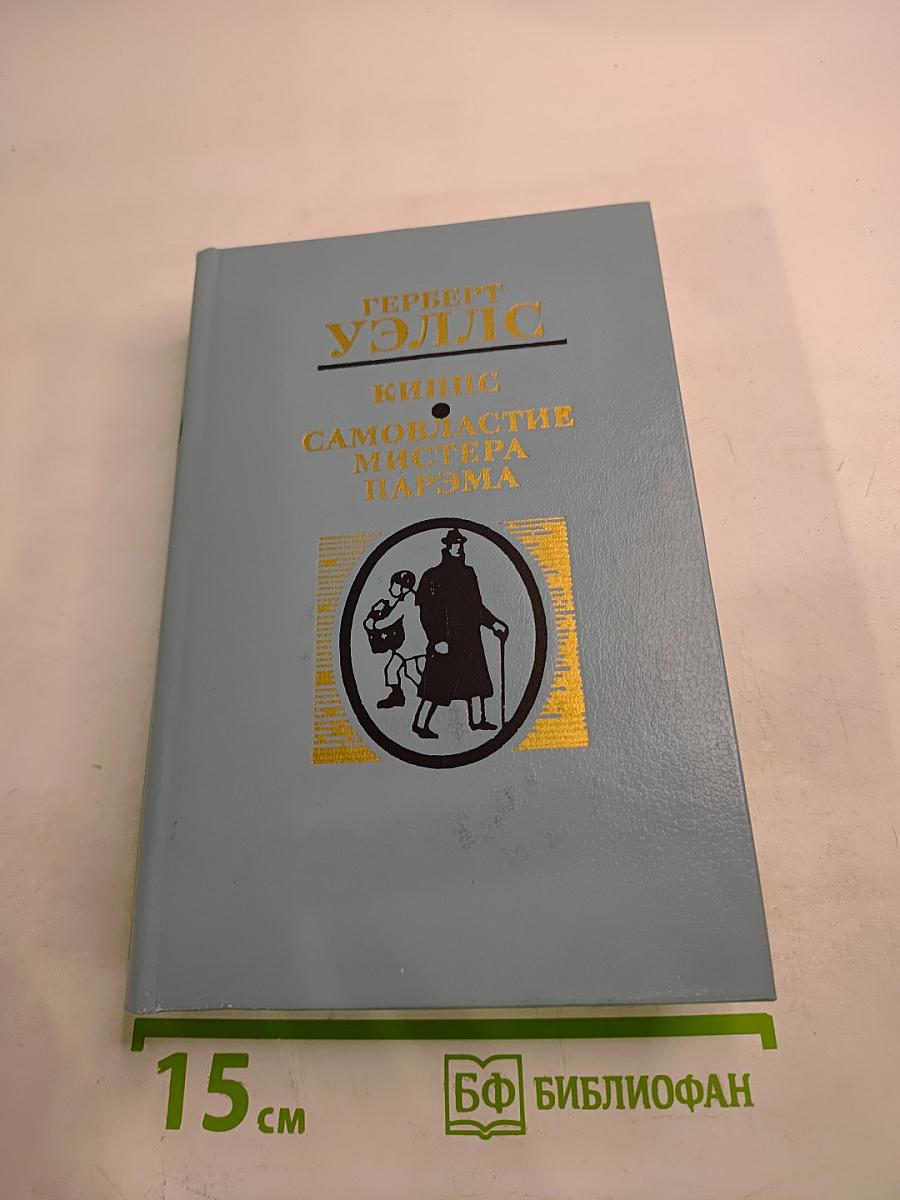 ГЕРБЕРТ
УЭЛЛС
КИППС
САМОВЛАСТИЕ
МИСТЕРА
ПАРЭМА
15 см
БФ БИБЛИОФАН